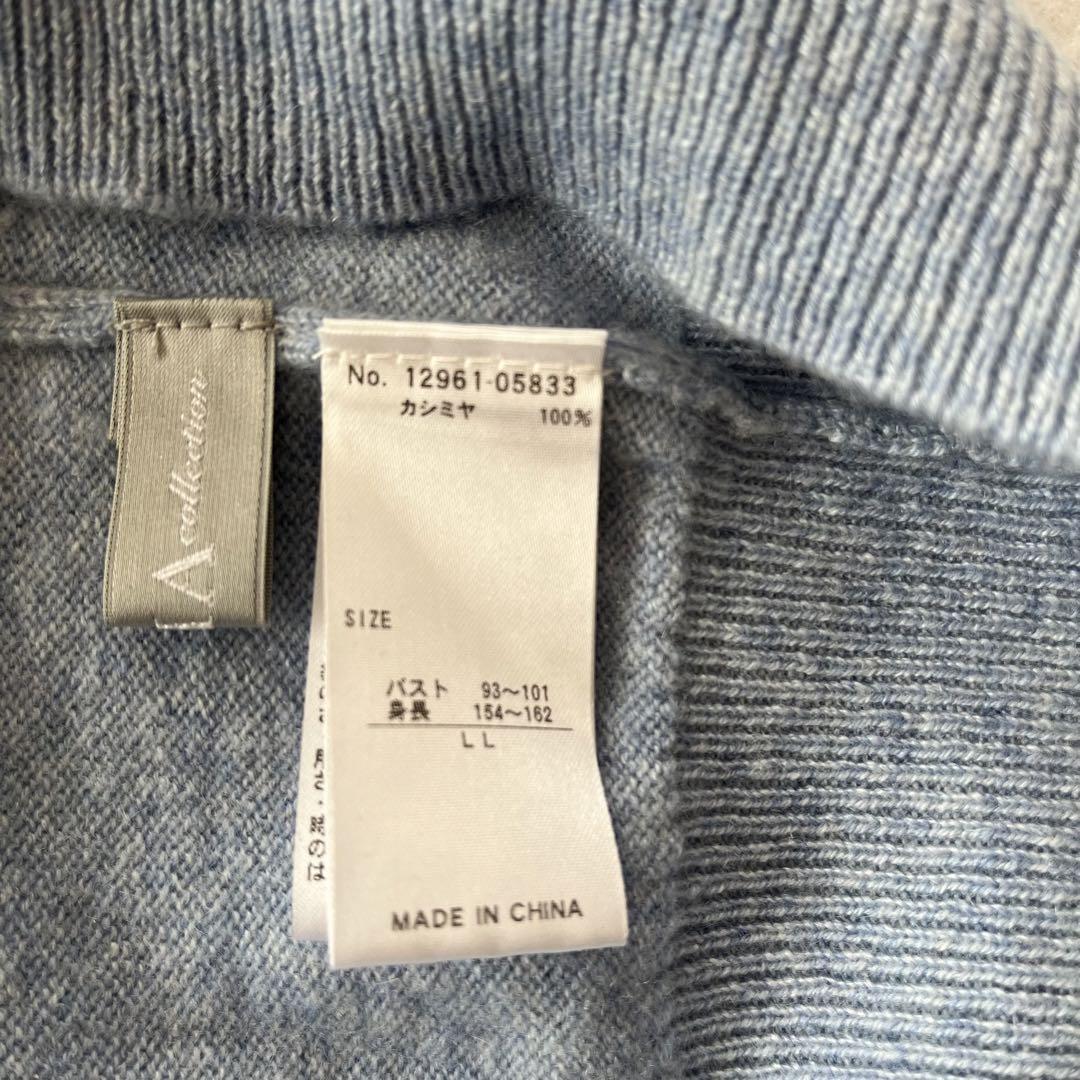 A collection
No. 12961-05833
カシミヤ 100%
SIZE
バスト 93～101
身長 154～162
LL
MADE IN CHINA